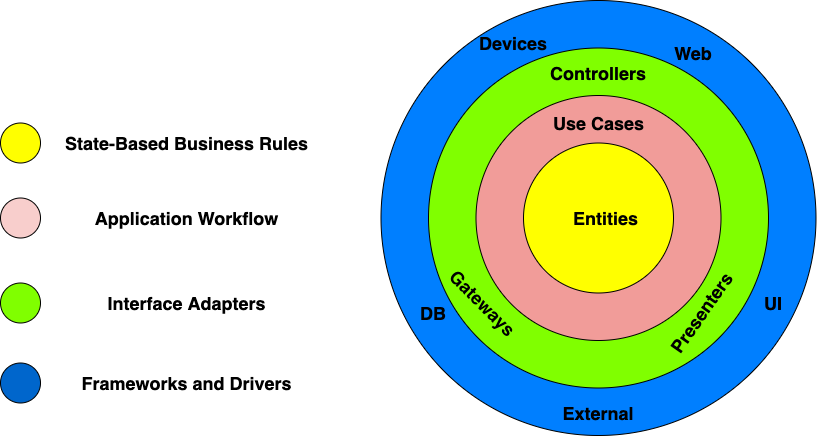 State-Based Business Rules
Application Workflow
Interface Adapters
Frameworks and Drivers
Devices
Web
Controllers
Use Cases
Entities
Gateways
Presenters
DB
UI
External